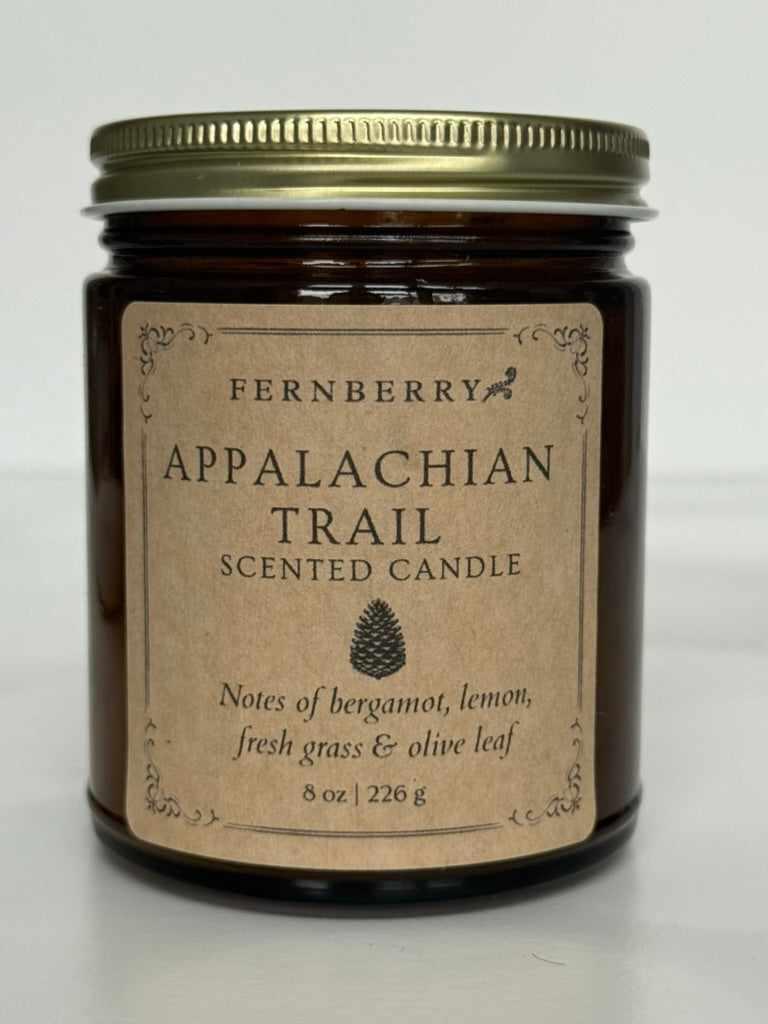 FERNBERRY
APPALACHIAN
TRAIL
SCENTED CANDLE
Notes of bergamot, lemon,
fresh grass & olive leaf
8 oz | 226 g